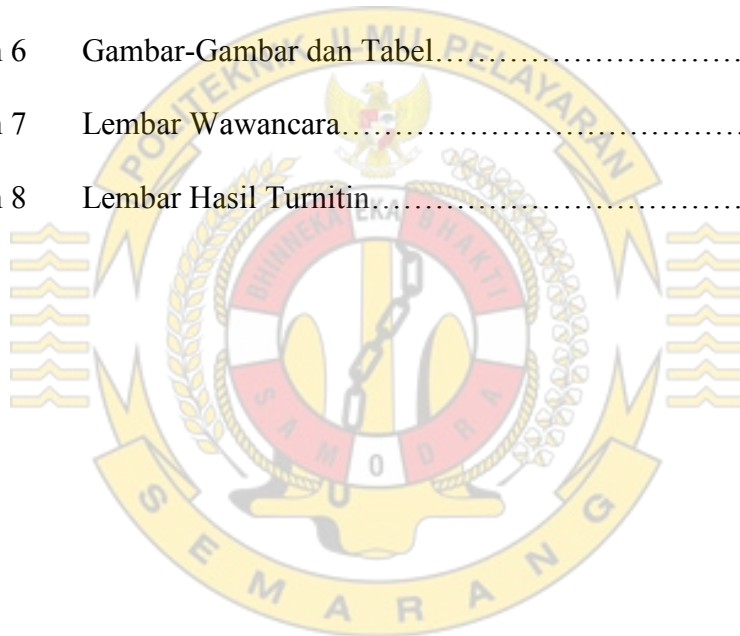 n 6 Gambar-Gambar dan Tabel……………………………
n 7 Lembar Wawancara………………………………………
n 8 Lembar Hasil Turnitin……………………………………
POLITEKNIK ILMU PELAYARAN
BHINNEKA EKA BHAKTI
SAMODRA
0
SEMARANG